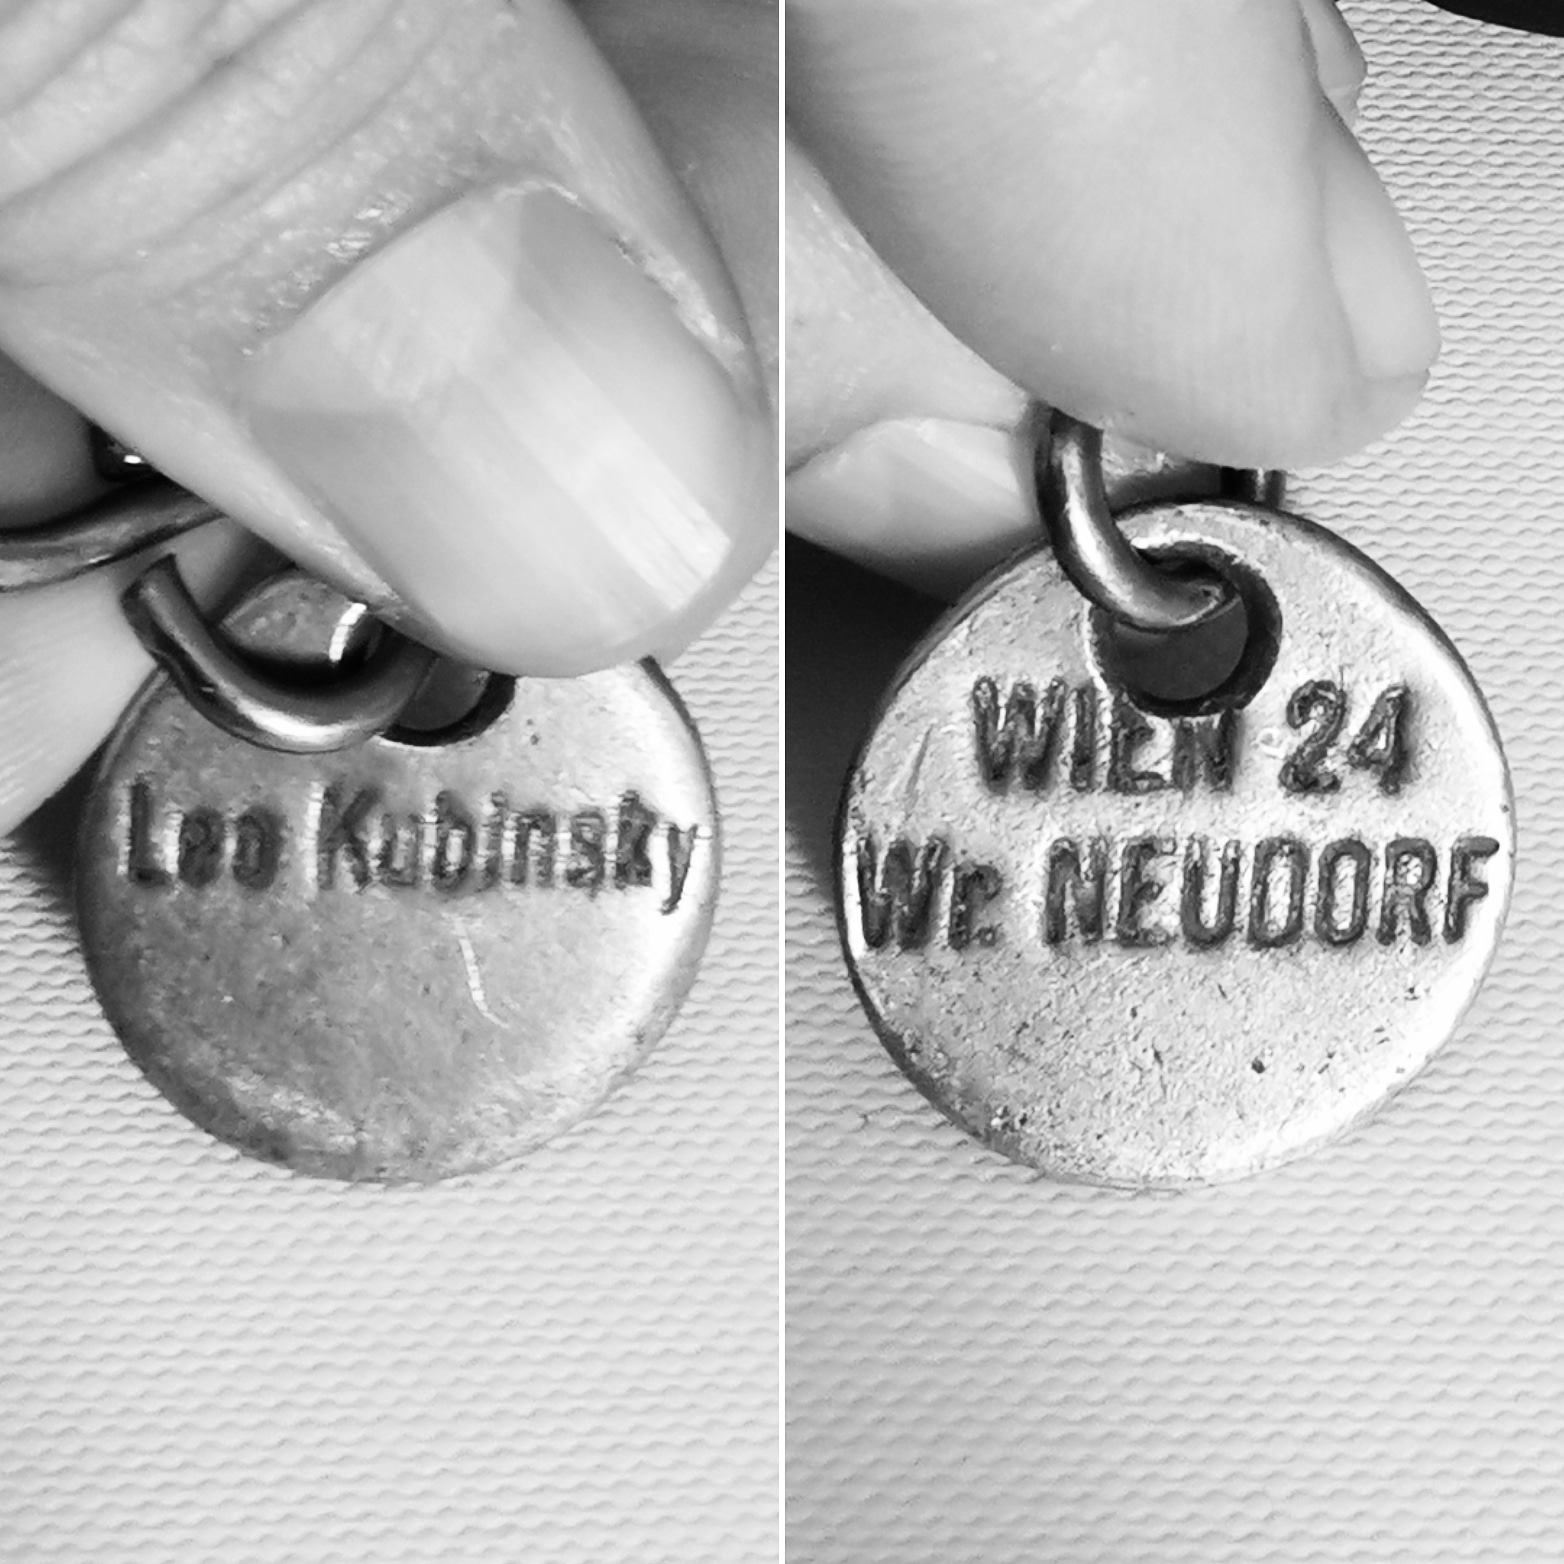 Leo Kubinsky
WIEN 24
Wr. NEUDORF